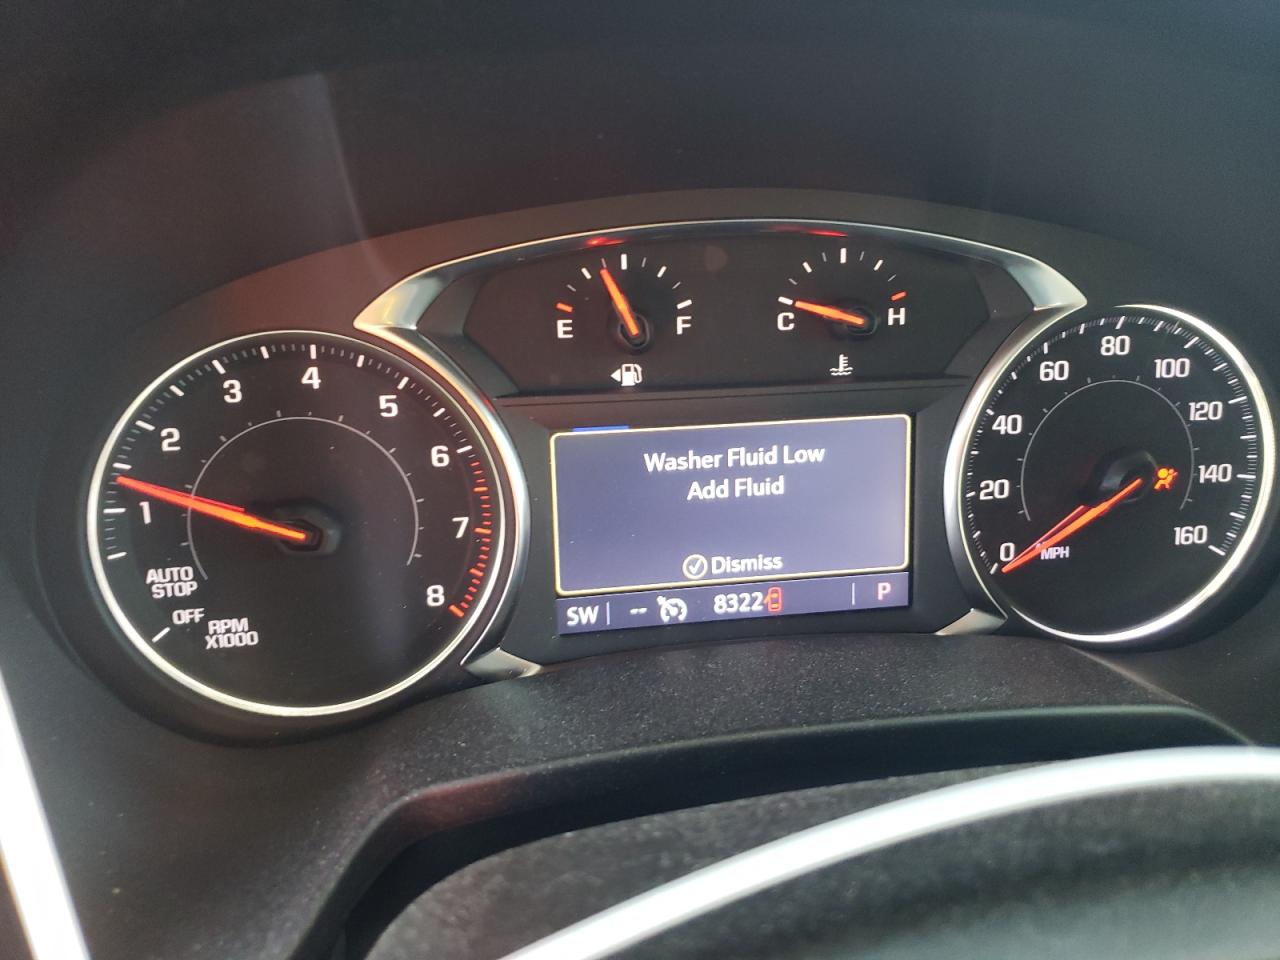 E F
C H
1 2 3 4 5 6 7 8
AUTO
STOP
OFF
RPM
X1000
Washer Fluid Low
Add Fluid
Dismiss
SW -- 8322 P
0 20 40 60 80 100 120 140 160
MPH